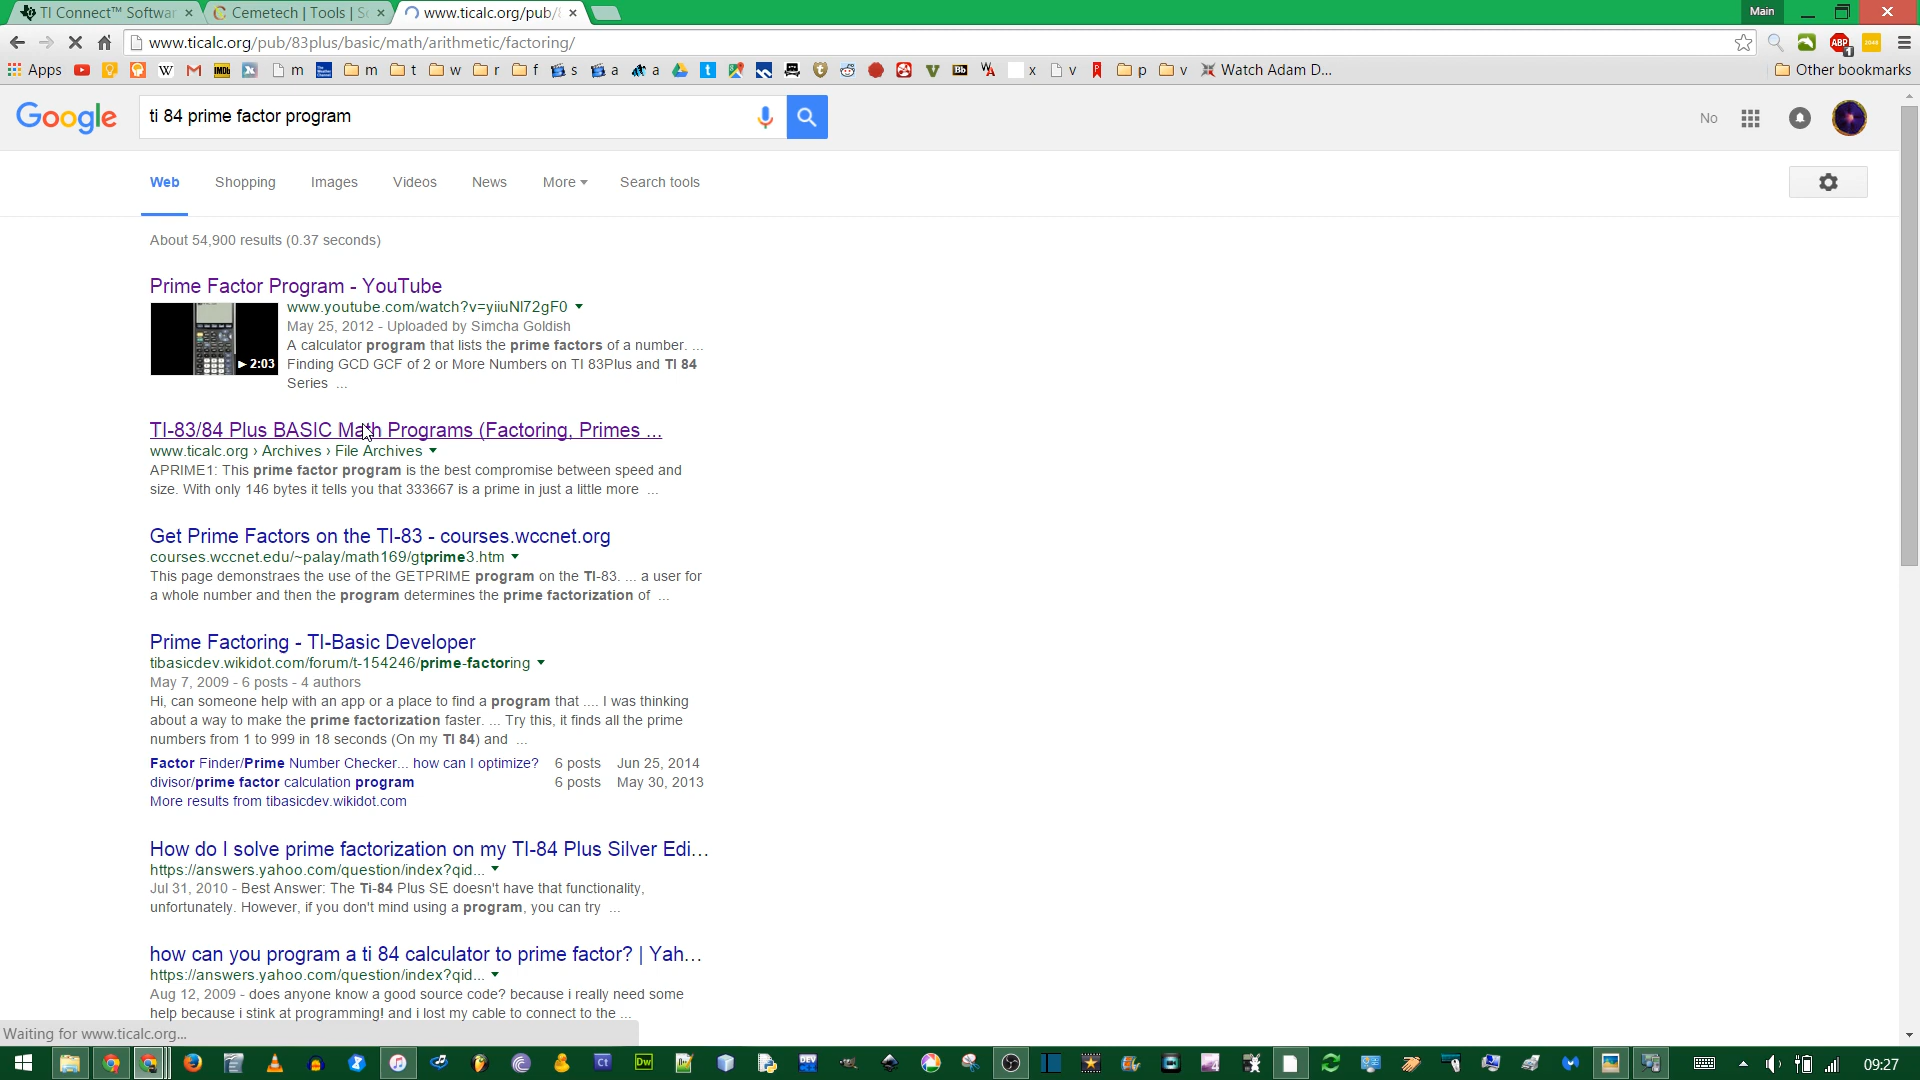 TI Connect™ Softwar
Cemetech | Tools | S
www.ticalc.org/pub/8
Main
www.ticalc.org/pub/83plus/basic/math/arithmetic/factoring/
ABP
1
Apps
W
IMDb
m
m
t
w
r
f
s
a
a
t
Bb
x
v
p
v
Watch Adam D...
Other bookmarks
Google
ti 84 prime factor program
No
Web Shopping Images Videos News More Search tools
About 54,900 results (0.37 seconds)
Prime Factor Program - YouTube
www.youtube.com/watch?v=yiiuNI72gF0
May 25, 2012 - Uploaded by Simcha Goldish
A calculator program that lists the prime factors of a number. ...
2:03
Finding GCD GCF of 2 or More Numbers on TI 83Plus and TI 84
Series ...
TI-83/84 Plus BASIC Math Programs (Factoring, Primes ...
www.ticalc.org › Archives › File Archives
APRIME1: This prime factor program is the best compromise between speed and
size. With only 146 bytes it tells you that 333667 is a prime in just a little more ...
Get Prime Factors on the TI-83 - courses.wccnet.org
courses.wccnet.edu/~palay/math169/gtprime3.htm
This page demonstraes the use of the GETPRIME program on the TI-83. ... a user for
a whole number and then the program determines the prime factorization of ...
Prime Factoring - TI-Basic Developer
tibasicdev.wikidot.com/forum/t-154246/prime-factoring
May 7, 2009 - 6 posts - 4 authors
Hi, can someone help with an app or a place to find a program that .... I was thinking
about a way to make the prime factorization faster. ... Try this, it finds all the prime
numbers from 1 to 999 in 18 seconds (On my TI 84) and ...
Factor Finder/Prime Number Checker... how can I optimize? 6 posts Jun 25, 2014
divisor/prime factor calculation program 6 posts May 30, 2013
More results from tibasicdev.wikidot.com
How do I solve prime factorization on my TI-84 Plus Silver Edi...
https://answers.yahoo.com/question/index?qid...
Jul 31, 2010 - Best Answer: The Ti-84 Plus SE doesn't have that functionality,
unfortunately. However, if you don't mind using a program, you can try ...
how can you program a ti 84 calculator to prime factor? | Yah...
https://answers.yahoo.com/question/index?qid...
Aug 12, 2009 - does anyone know a good source code? because i really need some
help because i stink at programming! and i lost my cable to connect to the ...
Waiting for www.ticalc.org...
Ct
Dw
DEV
09:27